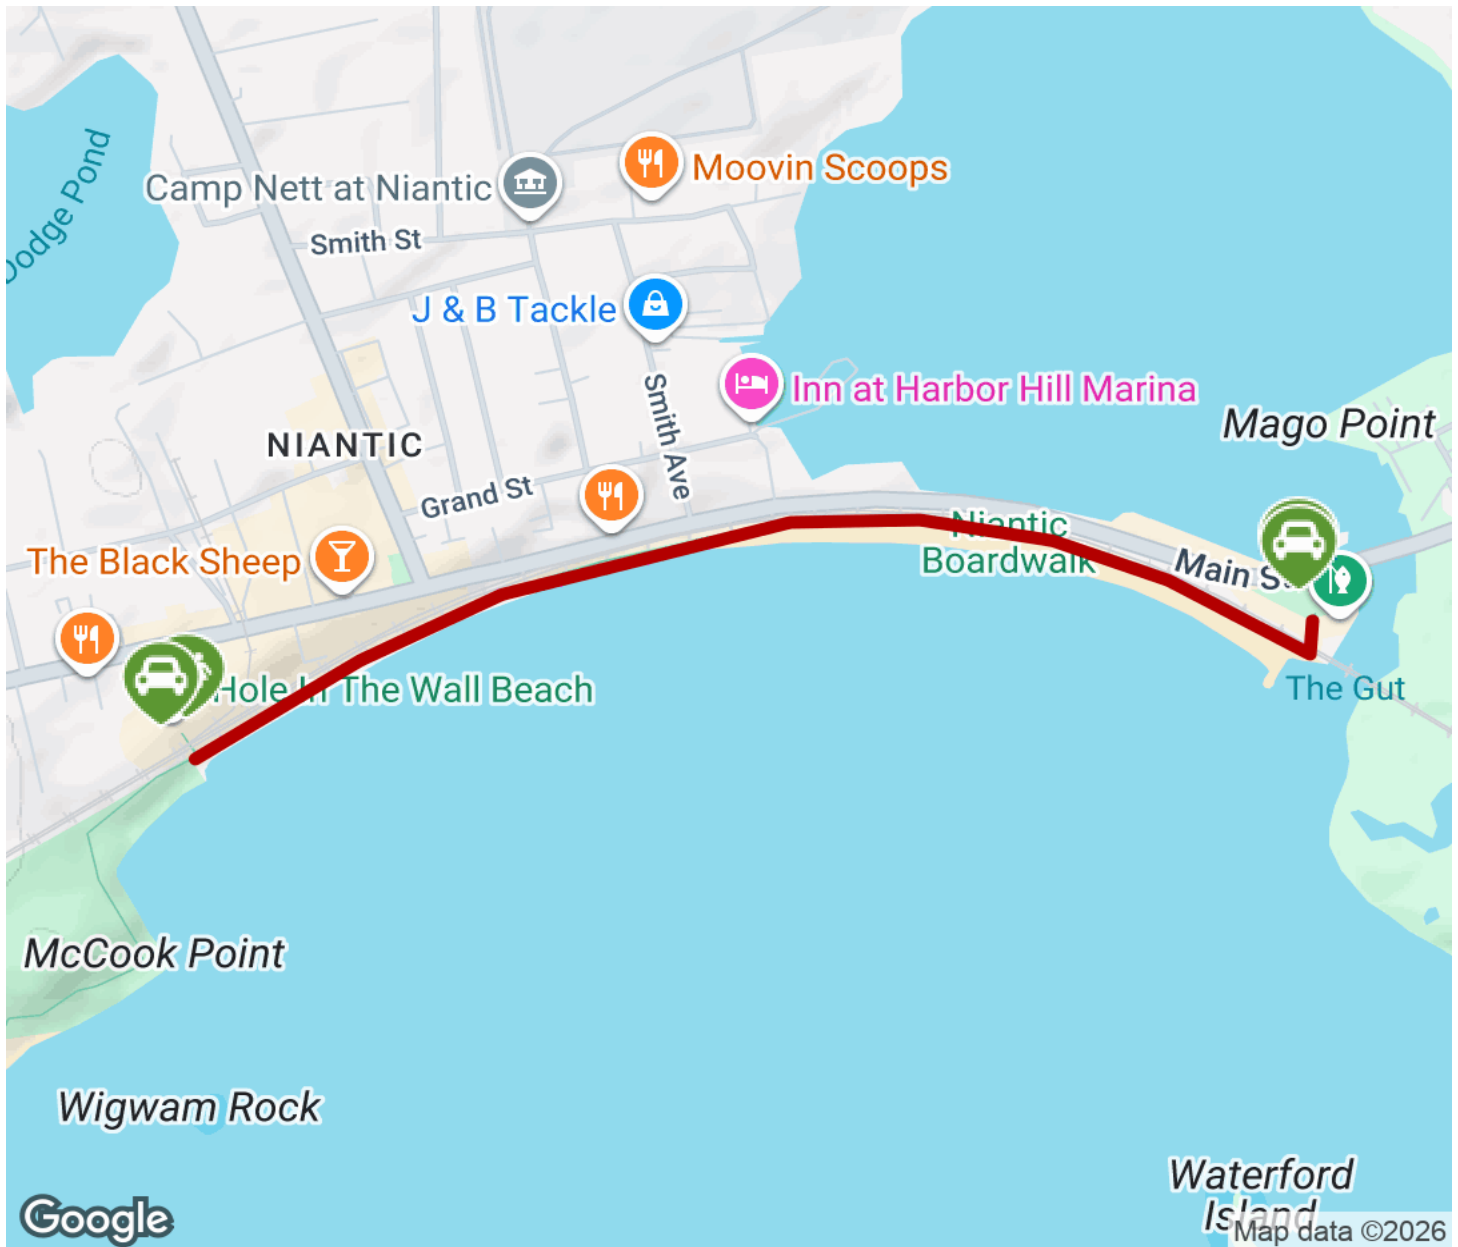 Moovin Scoops
Camp Nett at Niantic
Dodge Pond
Smith St
J & B Tackle
Smith Ave
Inn at Harbor Hill Marina
Mago Point
NIANTIC
Grand St
Niantic
Boardwalk
The Black Sheep
Main St
Hole In The Wall Beach
The Gut
McCook Point
Wigwam Rock
Waterford
Island
Google
Map data ©2026